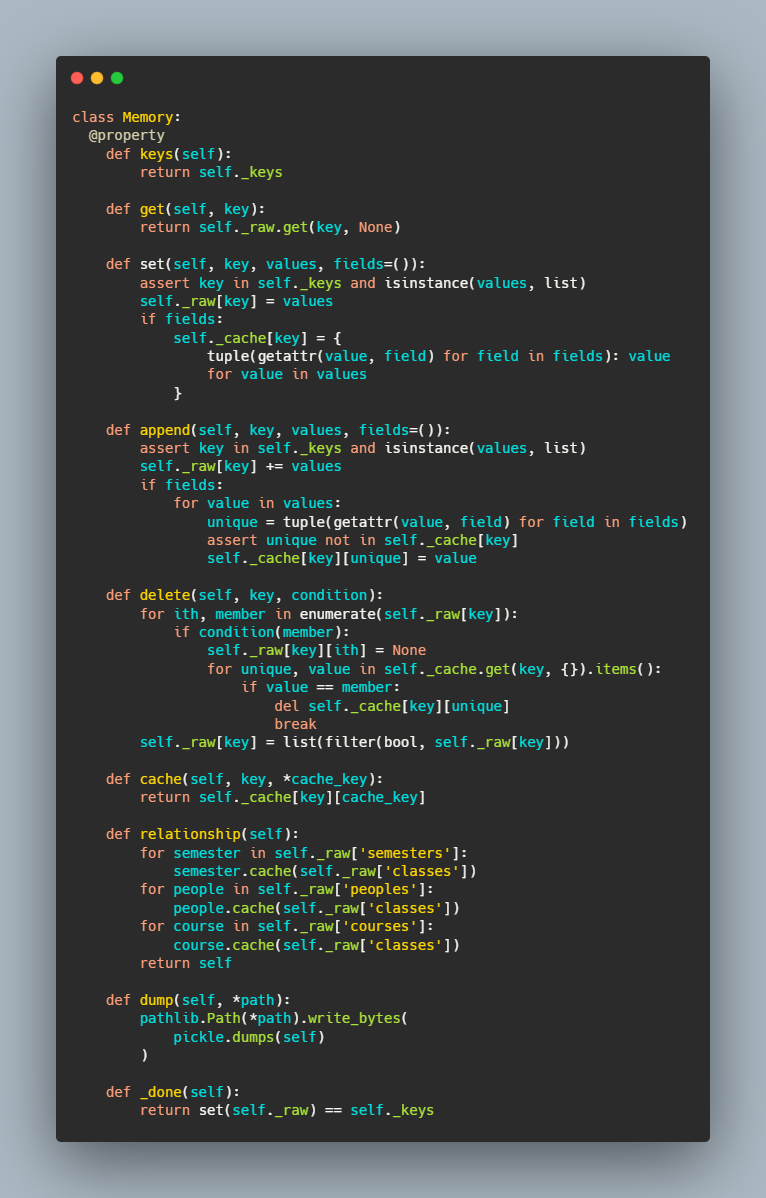 class Memory:
  @property
    def keys(self):
        return self._keys

    def get(self, key):
        return self._raw.get(key, None)

    def set(self, key, values, fields=()):
        assert key in self._keys and isinstance(values, list)
        self._raw[key] = values
        if fields:
            self._cache[key] = {
                tuple(getattr(value, field) for field in fields): value
                for value in values
            }

    def append(self, key, values, fields=()):
        assert key in self._keys and isinstance(values, list)
        self._raw[key] += values
        if fields:
            for value in values:
                unique = tuple(getattr(value, field) for field in fields)
                assert unique not in self._cache[key]
                self._cache[key][unique] = value

    def delete(self, key, condition):
        for ith, member in enumerate(self._raw[key]):
            if condition(member):
                self._raw[key][ith] = None
                for unique, value in self._cache.get(key, {}).items():
                    if value == member:
                        del self._cache[key][unique]
                        break
        self._raw[key] = list(filter(bool, self._raw[key]))

    def cache(self, key, *cache_key):
        return self._cache[key][cache_key]

    def relationship(self):
        for semester in self._raw['semesters']:
            semester.cache(self._raw['classes'])
        for people in self._raw['peoples']:
            people.cache(self._raw['classes'])
        for course in self._raw['courses']:
            course.cache(self._raw['classes'])
        return self

    def dump(self, *path):
        pathlib.Path(*path).write_bytes(
            pickle.dumps(self)
        )

    def _done(self):
        return set(self._raw) == self._keys